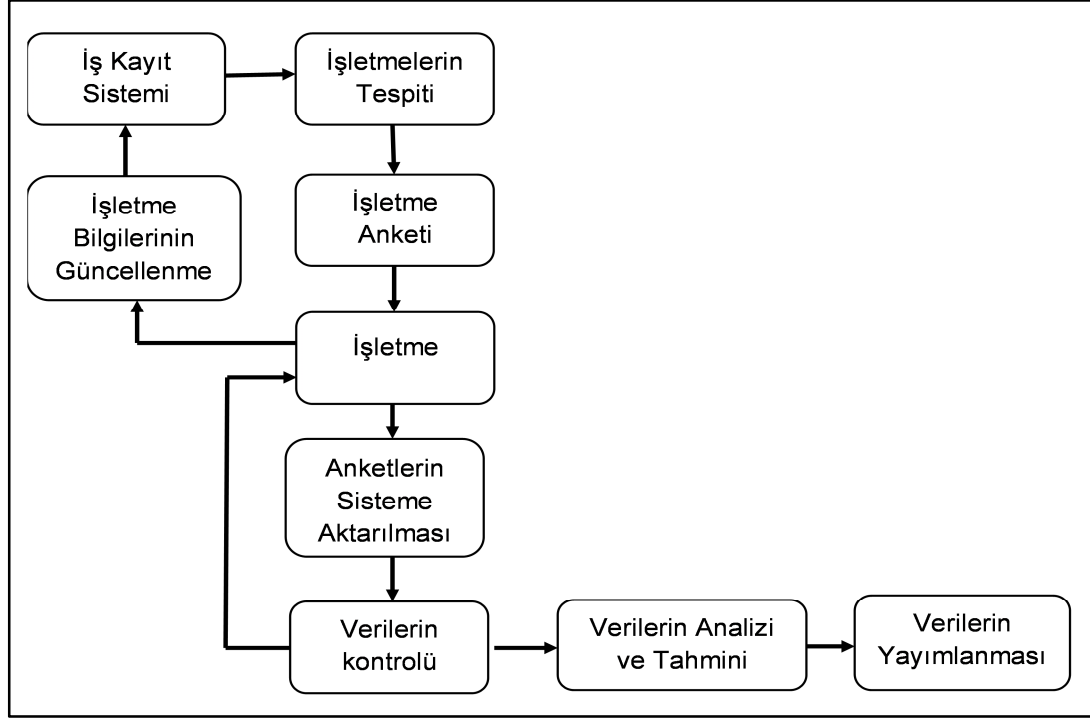 İş Kayıt
Sistemi
İşletmelerin
Tespiti
İşletme
Bilgilerinin
Güncellenme
İşletme
Anketi
İşletme
Anketlerin
Sisteme
Aktarılması
Verilerin
kontrolü
Verilerin Analizi
ve Tahmini
Verilerin
Yayımlanması